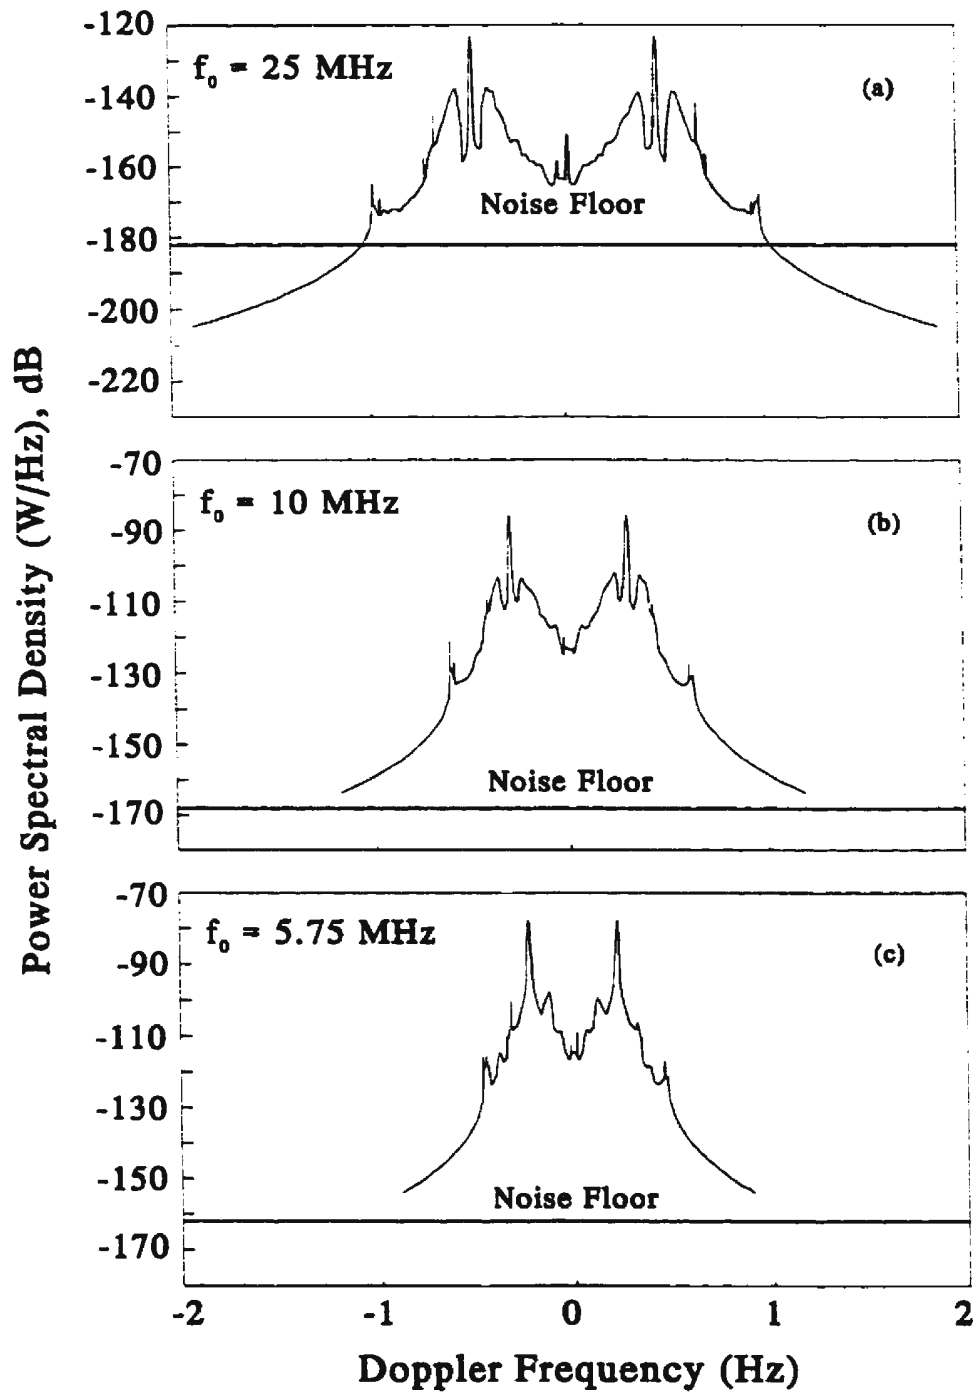 Power Spectral Density (W/Hz), dB
-120
-140
-160
-180
-200
-220
f₀ = 25 MHz
(a)
Noise Floor
-70
-90
-110
-130
-150
-170
f₀ = 10 MHz
(b)
Noise Floor
-70
-90
-110
-130
-150
-170
f₀ = 5.75 MHz
(c)
Noise Floor
-2 -1 0 1 2
Doppler Frequency (Hz)